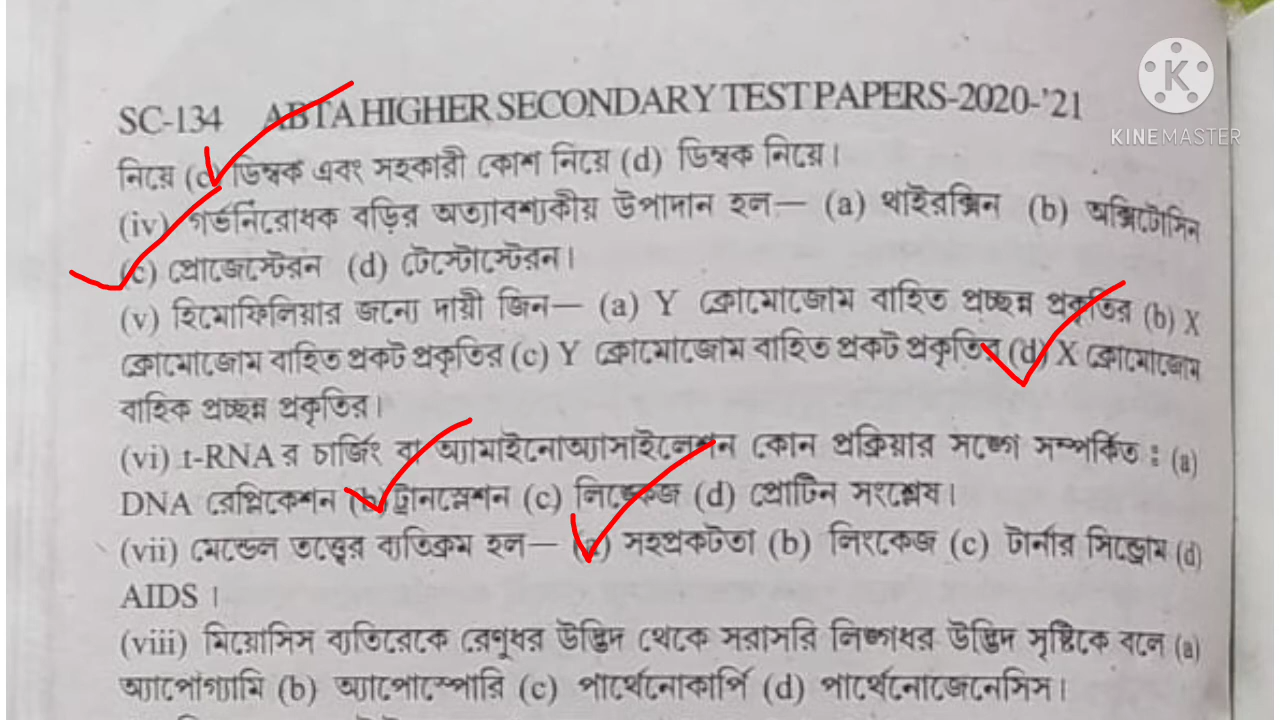 SC-134 ABTA HIGHER SECONDARY TEST PAPERS-2020-'21
K
KINEMASTER
নিয়ে (c) ডিম্বক এবং সহকারী কোশ নিয়ে (d) ডিম্বক নিয়ে।
(iv) গর্ভনিরোধক বড়ির অত্যাবশ্যকীয় উপাদান হল— (a) থাইরক্সিন (b) অক্সিটোসিন
(c) প্রোজেস্টেরন (d) টেস্টোস্টেরন।
(v) হিমোফিলিয়ার জন্যে দায়ী জিন— (a) Y ক্রোমোজোম বাহিত প্রচ্ছন্ন প্রকৃতির (b) X
ক্রোমোজোম বাহিত প্রকট প্রকৃতির (c) Y ক্রোমোজোম বাহিত প্রকট প্রকৃতির (d) X ক্রোমোজোম
বাহিক প্রচ্ছন্ন প্রকৃতির।
(vi) t-RNA র চার্জিং বা অ্যামাইনোঅ্যাসাইলেশন কোন প্রক্রিয়ার সঙ্গে সম্পর্কিত : (a)
DNA রেপ্লিকেশন (b) ট্রানস্লেশন (c) লিঙ্কেজ (d) প্রোটিন সংশ্লেষ।
(vii) মেন্ডেল তত্ত্বের ব্যতিক্রম হল— (a) সহপ্রকটতা (b) লিংকেজ (c) টার্নার সিন্ড্রোম (d)
AIDS ।
(viii) মিয়োসিস ব্যতিরেকে রেণুধর উদ্ভিদ থেকে সরাসরি লিঙ্গধর উদ্ভিদ সৃষ্টিকে বলে (a)
অ্যাপোগ্যামি (b) অ্যাপোস্পোরি (c) পার্থেনোকার্পি (d) পার্থেনোজেনেসিস।